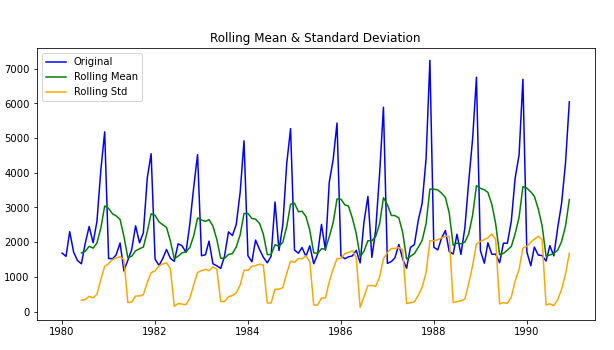 Rolling Mean & Standard Deviation
Original
Rolling Mean
Rolling Std
7000
6000
5000
4000
3000
2000
1000
0
1980 1982 1984 1986 1988 1990